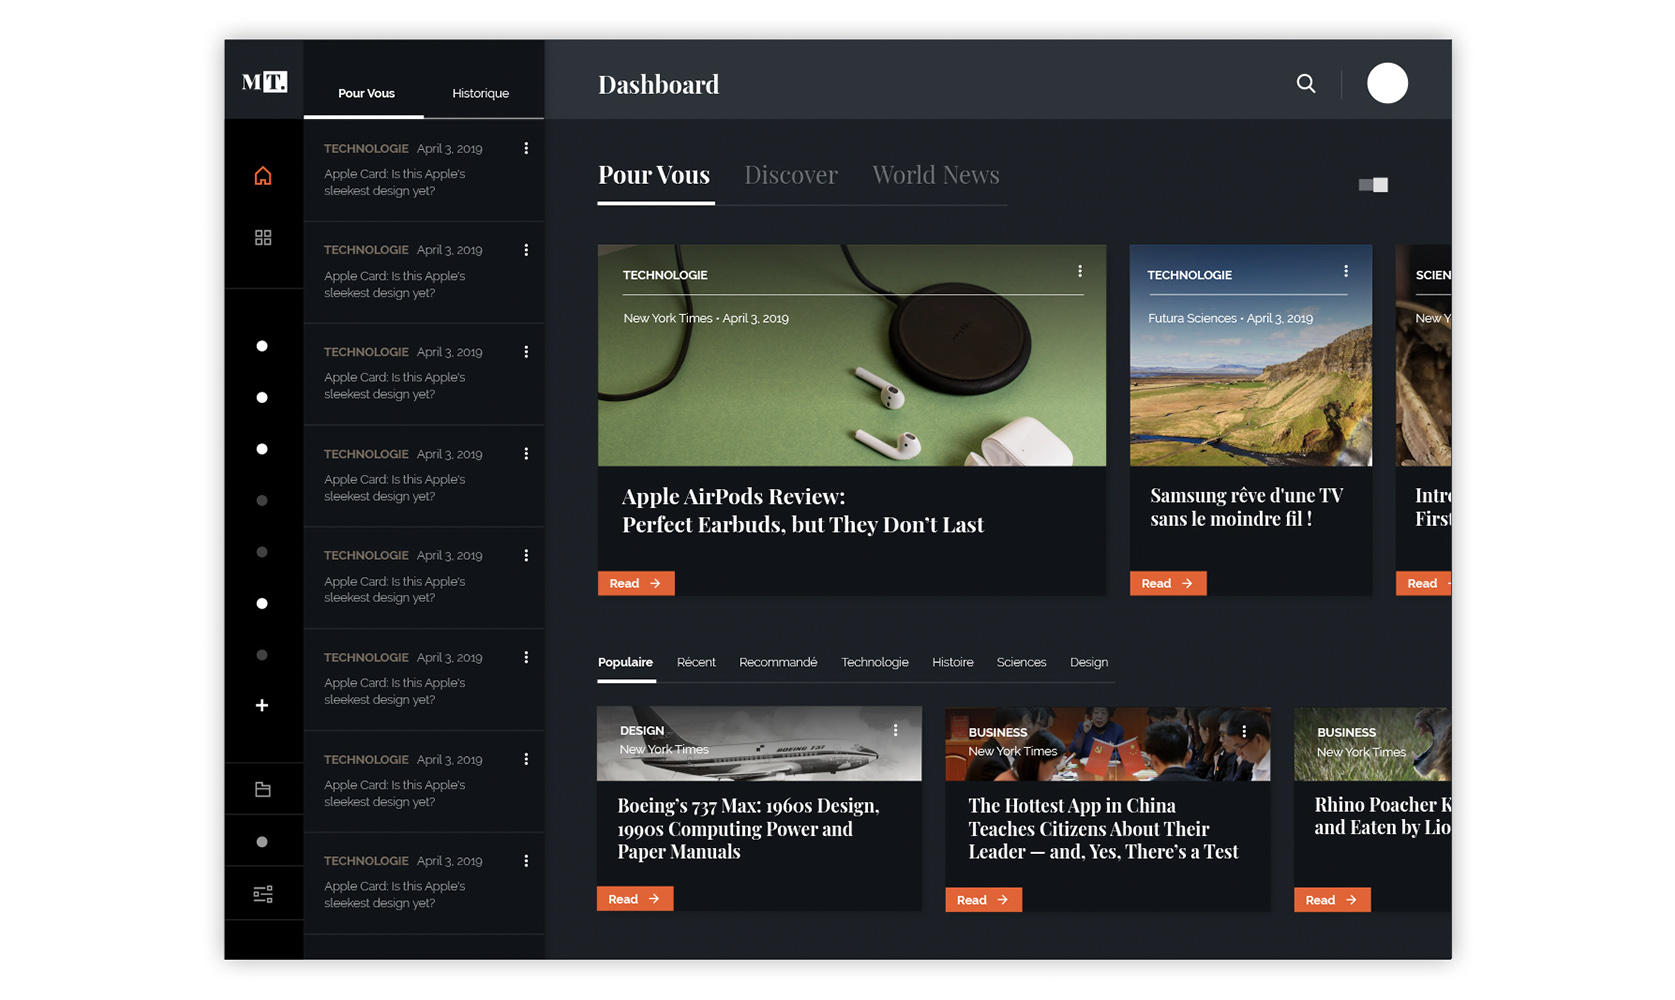 MT.
Pour Vous
Historique
Dashboard
TECHNOLOGIE April 3, 2019
Apple Card: Is this Apple's
sleekest design yet?
TECHNOLOGIE April 3, 2019
Apple Card: Is this Apple's
sleekest design yet?
TECHNOLOGIE April 3, 2019
Apple Card: Is this Apple's
sleekest design yet?
TECHNOLOGIE April 3, 2019
Apple Card: Is this Apple's
sleekest design yet?
TECHNOLOGIE April 3, 2019
Apple Card: Is this Apple's
sleekest design yet?
TECHNOLOGIE April 3, 2019
Apple Card: Is this Apple's
sleekest design yet?
TECHNOLOGIE April 3, 2019
Apple Card: Is this Apple's
sleekest design yet?
TECHNOLOGIE April 3, 2019
Apple Card: Is this Apple's
sleekest design yet?
Pour Vous Discover World News
TECHNOLOGIE
New York Times • April 3, 2019
Apple AirPods Review:
Perfect Earbuds, but They Don’t Last
Read →
TECHNOLOGIE
Futura Sciences • April 3, 2019
Samsung rêve d'une TV
sans le moindre fil !
Read →
SCIEN
New Y
Intro
First
Read
Populaire Récent Recommandé Technologie Histoire Sciences Design
DESIGN
New York Times
BOEING 737
Boeing’s 737 Max: 1960s Design,
1990s Computing Power and
Paper Manuals
Read →
BUSINESS
New York Times
The Hottest App in China
Teaches Citizens About Their
Leader — and, Yes, There’s a Test
Read →
BUSINESS
New York Times
Rhino Poacher K
and Eaten by Lio
Read →